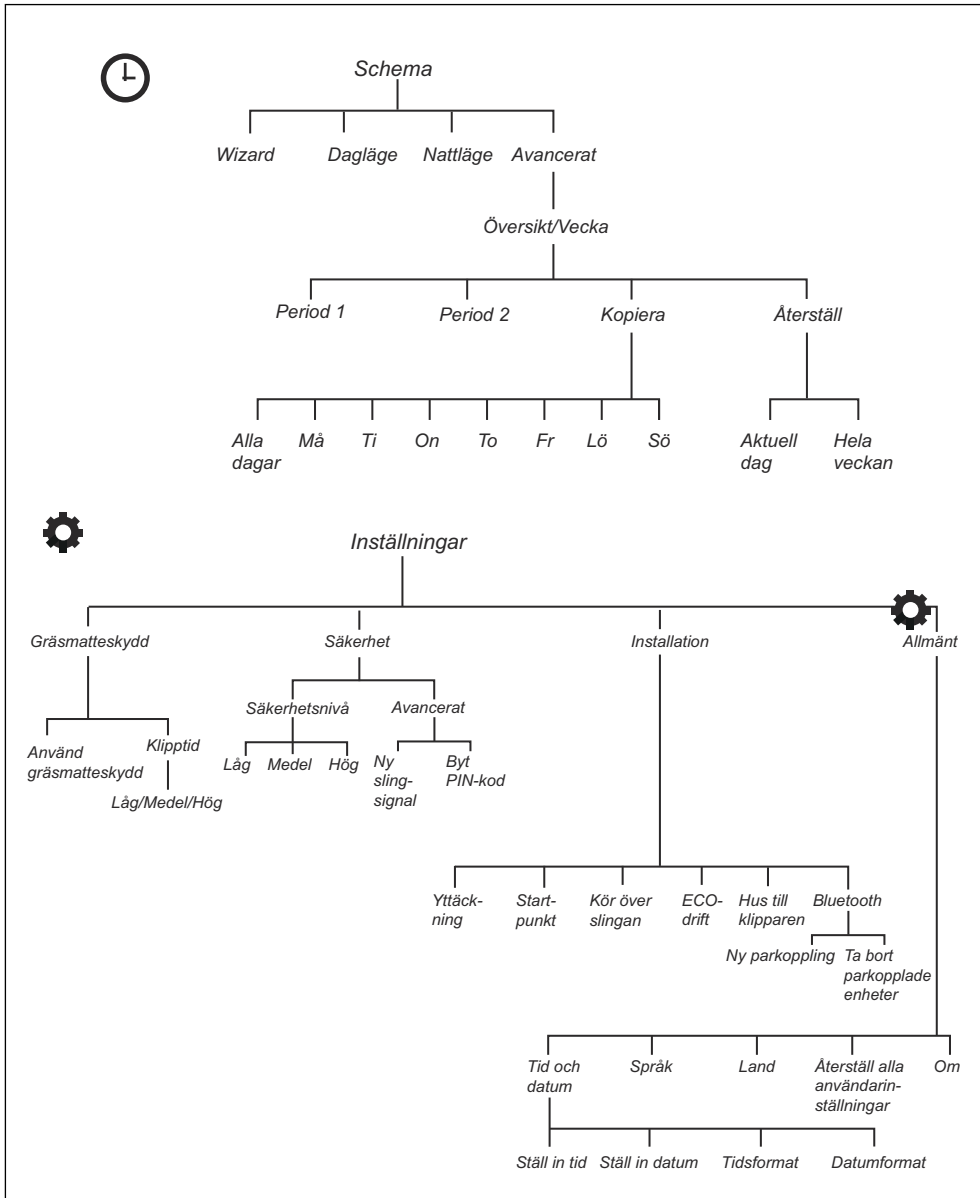 Schema
Wizard
Dagläge
Nattläge
Avancerat
Översikt/Vecka
Period 1
Period 2
Kopiera
Återställ
Alla
dagar
Må
Ti
On
To
Fr
Lö
Sö
Aktuell
dag
Hela
veckan
Inställningar
Gräsmatteskydd
Säkerhet
Installation
Allmänt
Använd
gräsmatteskydd
Klipptid
Låg/Medel/Hög
Säkerhetsnivå
Avancerat
Låg
Medel
Hög
Ny
sling-
signal
Byt
PIN-kod
Yttäck-
ning
Start-
punkt
Kör över
slingan
ECO-
drift
Hus till
klipparen
Bluetooth
Ny parkoppling
Ta bort
parkopplade
enheter
Tid och
datum
Språk
Land
Återställ alla
användarin-
ställningar
Om
Ställ in tid
Ställ in datum
Tidsformat
Datumformat